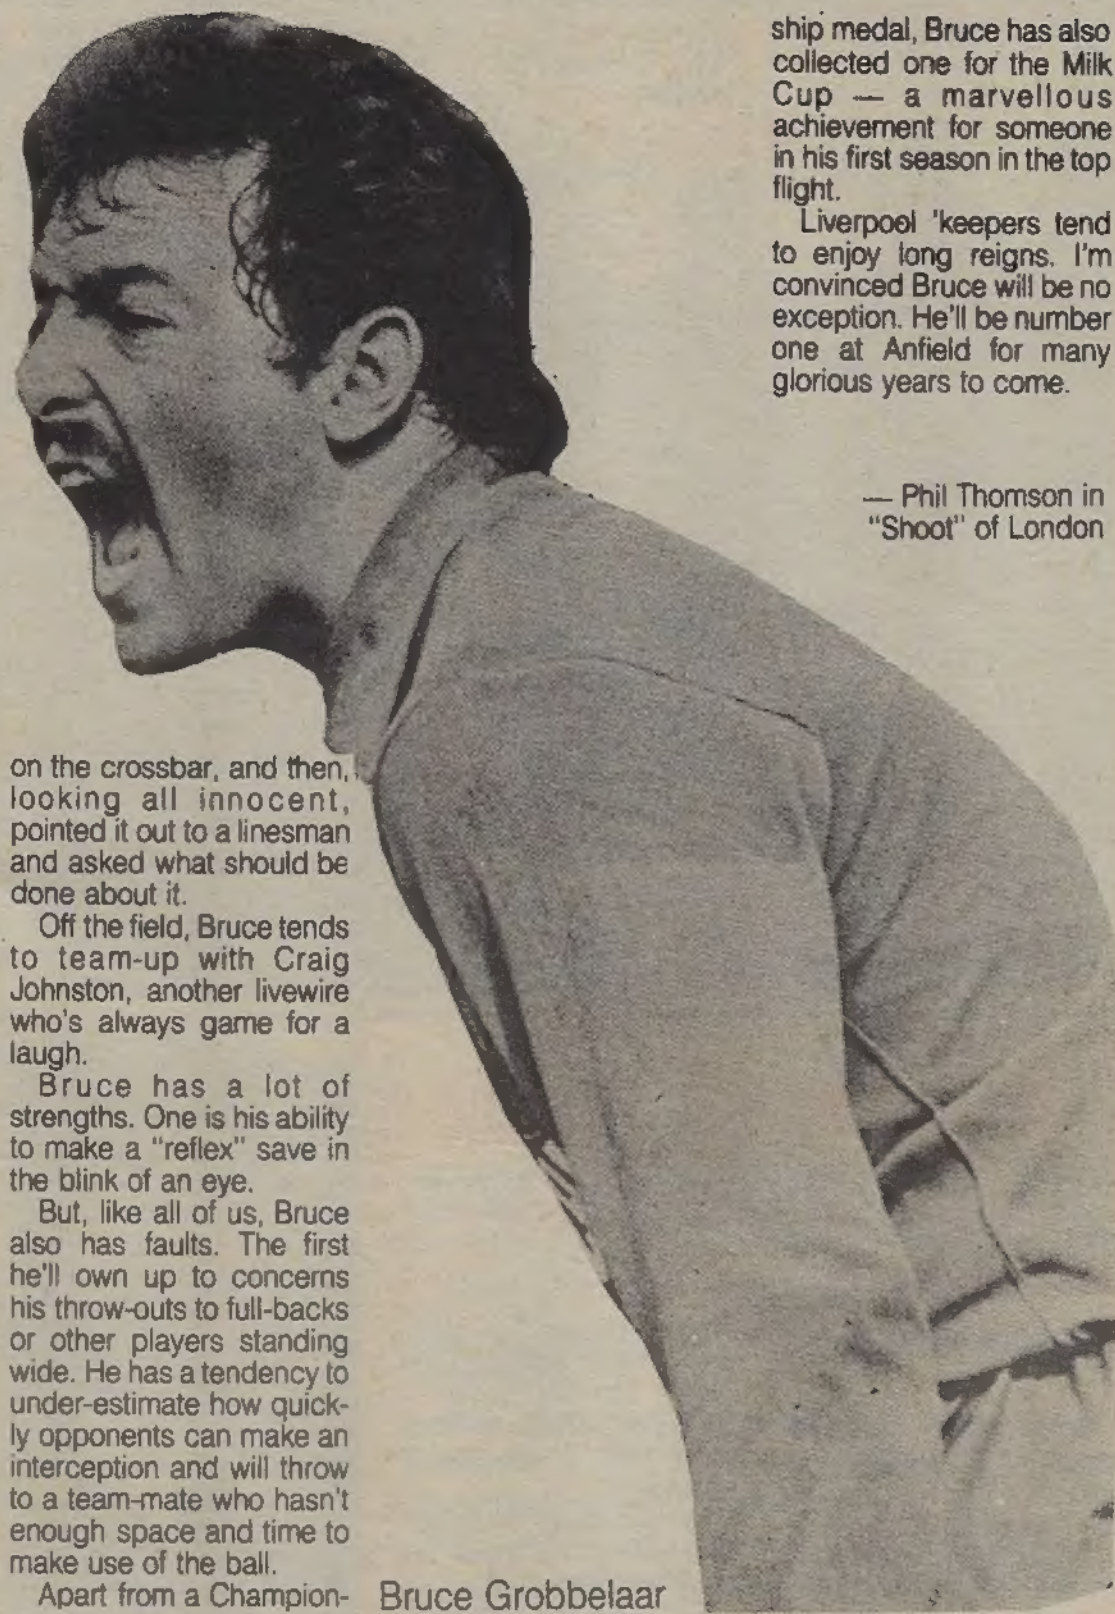 on the crossbar, and then,
looking all innocent,
pointed it out to a linesman
and asked what should be
done about it.
Off the field, Bruce tends
to team-up with Craig
Johnston, another livewire
who's always game for a
laugh.
Bruce has a lot of
strengths. One is his ability
to make a "reflex" save in
the blink of an eye.
But, like all of us, Bruce
also has faults. The first
he'll own up to concerns
his throw-outs to full-backs
or other players standing
wide. He has a tendency to
under-estimate how quick-
ly opponents can make an
interception and will throw
to a team-mate who hasn't
enough space and time to
make use of the ball.
Apart from a Champion-
ship medal, Bruce has also
collected one for the Milk
Cup — a marvellous
achievement for someone
in his first season in the top
flight.
Liverpool 'keepers tend
to enjoy long reigns. I'm
convinced Bruce will be no
exception. He'll be number
one at Anfield for many
glorious years to come.
— Phil Thomson in
"Shoot" of London
Bruce Grobbelaar